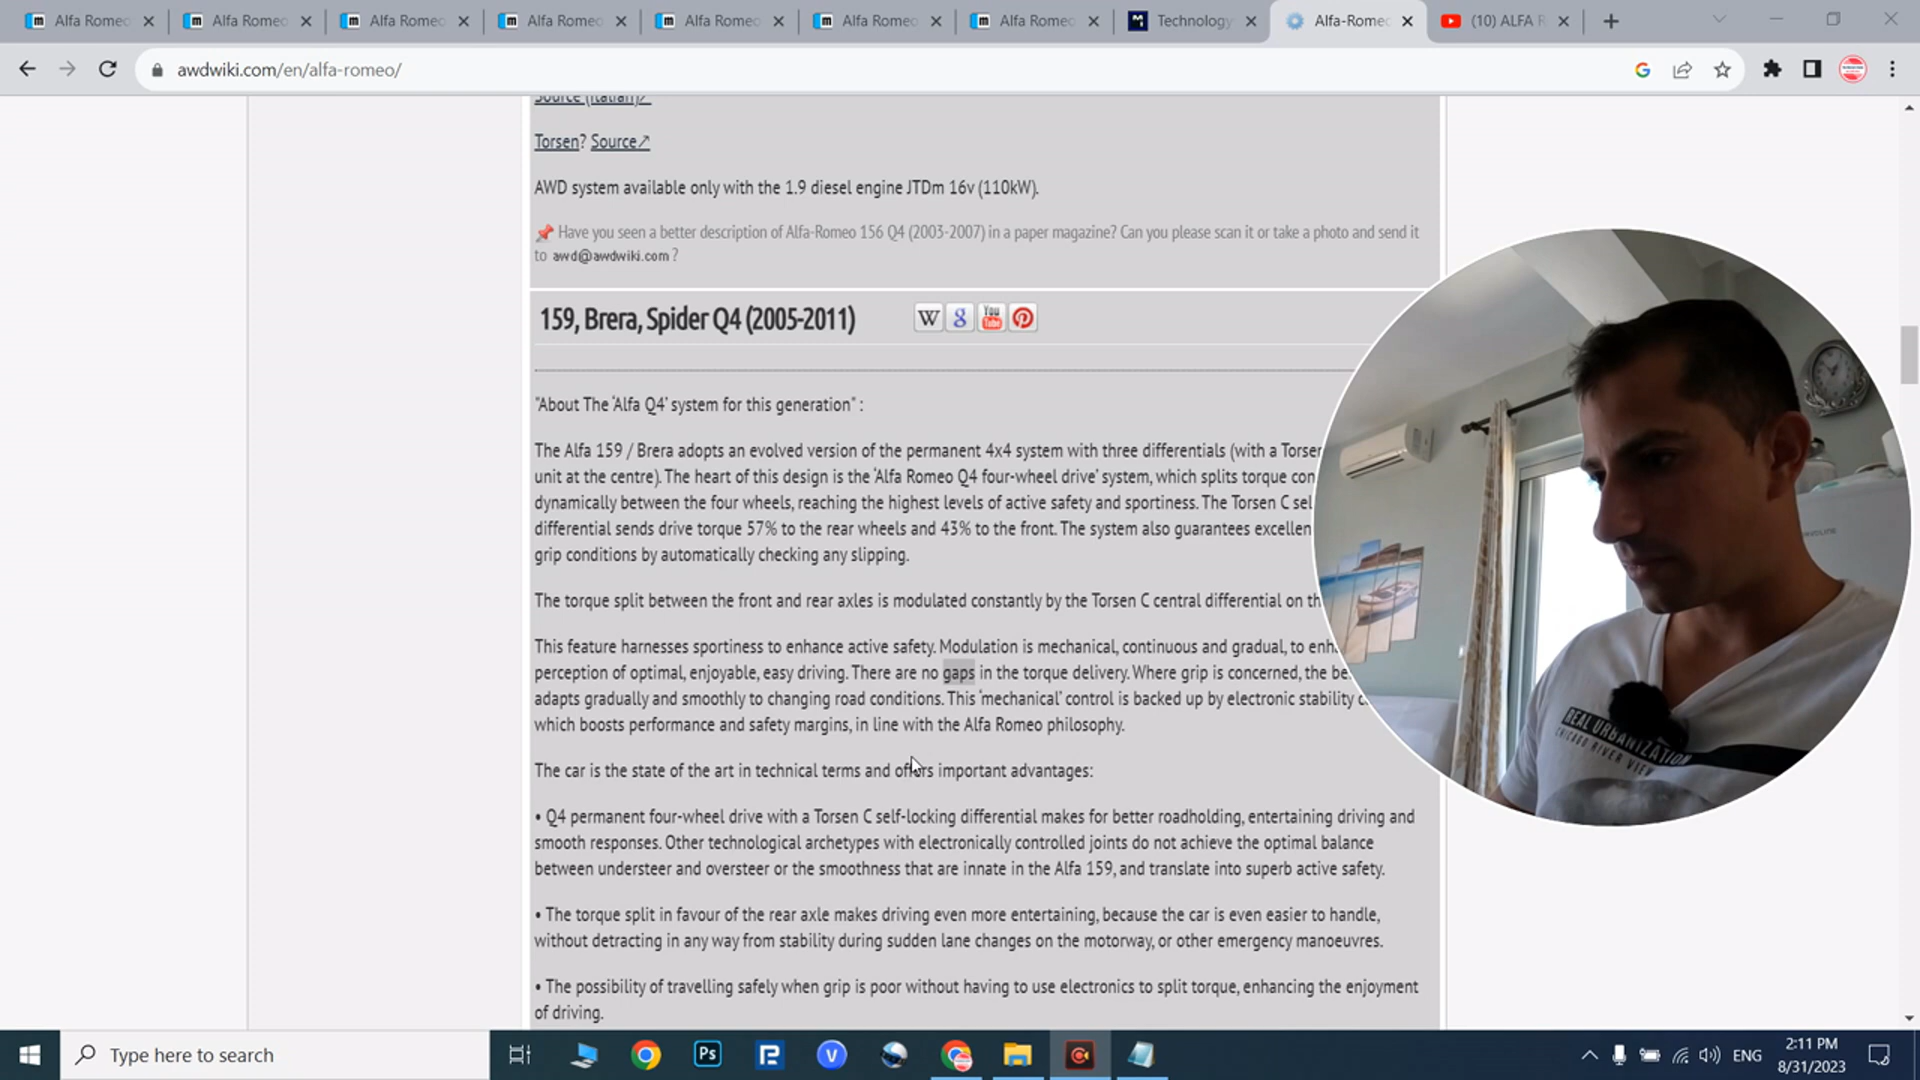 Alfa Romeo
Alfa Romeo
Alfa Romeo
Alfa Romeo
Alfa Romeo
Alfa Romeo
Alfa Romeo
Technology
Alfa-Romeo
(10) ALFA R
awdwiki.com/en/alfa-romeo/
Source (Italian)
Torsen? Source
AWD system available only with the 1.9 diesel engine JTDm 16v (110kW).
Have you seen a better description of Alfa-Romeo 156 Q4 (2003-2007) in a paper magazine? Can you please scan it or take a photo and send it
to awd@awdwiki.com ?
159, Brera, Spider Q4 (2005-2011)
W g You Tube
"About The ‘Alfa Q4’ system for this generation" :
The Alfa 159 / Brera adopts an evolved version of the permanent 4x4 system with three differentials (with a Torsen
unit at the centre). The heart of this design is the ‘Alfa Romeo Q4 four-wheel drive’ system, which splits torque con
dynamically between the four wheels, reaching the highest levels of active safety and sportiness. The Torsen C sel
differential sends drive torque 57% to the rear wheels and 43% to the front. The system also guarantees excellen
grip conditions by automatically checking any slipping.
The torque split between the front and rear axles is modulated constantly by the Torsen C central differential on th
This feature harnesses sportiness to enhance active safety. Modulation is mechanical, continuous and gradual, to enh
perception of optimal, enjoyable, easy driving. There are no gaps in the torque delivery. Where grip is concerned, the be
adapts gradually and smoothly to changing road conditions. This ‘mechanical’ control is backed up by electronic stability c
which boosts performance and safety margins, in line with the Alfa Romeo philosophy.
The car is the state of the art in technical terms and offers important advantages:
• Q4 permanent four-wheel drive with a Torsen C self-locking differential makes for better roadholding, entertaining driving and
smooth responses. Other technological archetypes with electronically controlled joints do not achieve the optimal balance
between understeer and oversteer or the smoothness that are innate in the Alfa 159, and translate into superb active safety.
• The torque split in favour of the rear axle makes driving even more entertaining, because the car is even easier to handle,
without detracting in any way from stability during sudden lane changes on the motorway, or other emergency manoeuvres.
• The possibility of travelling safely when grip is poor without having to use electronics to split torque, enhancing the enjoyment
of driving.
REAL URBANIZATION
CHICAGO RIVER VIEW
Type here to search
Ps
ENG
2:11 PM
8/31/2023